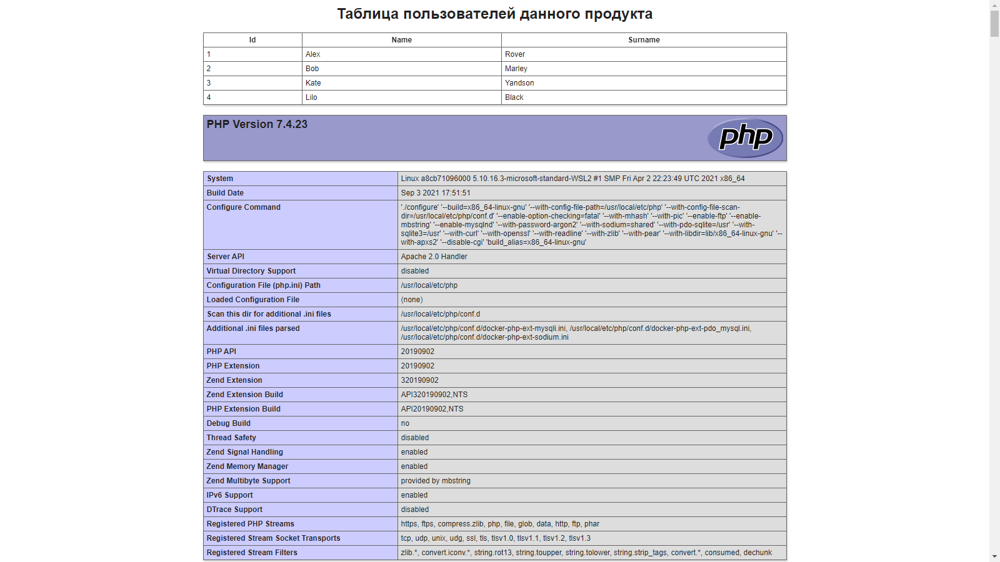 Таблица пользователей данного продукта
Id Name Surname
1 Alex Rover
2 Bob Marley
3 Kate Yandson
4 Lilo Black
PHP Version 7.4.23
php
System Linux a8cb71096000 5.10.16.3-microsoft-standard-WSL2 #1 SMP Fri Apr 2 22:23:49 UTC 2021 x86_64
Build Date Sep 3 2021 17:51:51
Configure Command './configure' '--build=x86_64-linux-gnu' '--with-config-file-path=/usr/local/etc/php' '--with-config-file-scan-
dir=/usr/local/etc/php/conf.d' '--enable-option-checking=fatal' '--with-mhash' '--with-pic' '--enable-ftp' '--enable-
mbstring' '--enable-mysqlnd' '--with-password-argon2' '--with-sodium=shared' '--with-pdo-sqlite=/usr' '--with-
sqlite3=/usr' '--with-curl' '--with-openssl' '--with-readline' '--with-zlib' '--with-pear' '--with-libdir=lib/x86_64-linux-gnu' '--
with-apxs2' '--disable-cgi' 'build_alias=x86_64-linux-gnu'
Server API Apache 2.0 Handler
Virtual Directory Support disabled
Configuration File (php.ini) Path /usr/local/etc/php
Loaded Configuration File (none)
Scan this dir for additional .ini files /usr/local/etc/php/conf.d
Additional .ini files parsed /usr/local/etc/php/conf.d/docker-php-ext-mysqli.ini, /usr/local/etc/php/conf.d/docker-php-ext-pdo_mysql.ini,
/usr/local/etc/php/conf.d/docker-php-ext-sodium.ini
PHP API 20190902
PHP Extension 20190902
Zend Extension 320190902
Zend Extension Build API320190902,NTS
PHP Extension Build API20190902,NTS
Debug Build no
Thread Safety disabled
Zend Signal Handling enabled
Zend Memory Manager enabled
Zend Multibyte Support provided by mbstring
IPv6 Support enabled
DTrace Support disabled
Registered PHP Streams https, ftps, compress.zlib, php, file, glob, data, http, ftp, phar
Registered Stream Socket Transports tcp, udp, unix, udg, ssl, tls, tlsv1.0, tlsv1.1, tlsv1.2, tlsv1.3
Registered Stream Filters zlib.*, convert.iconv.*, string.rot13, string.toupper, string.tolower, string.strip_tags, convert.*, consumed, dechunk